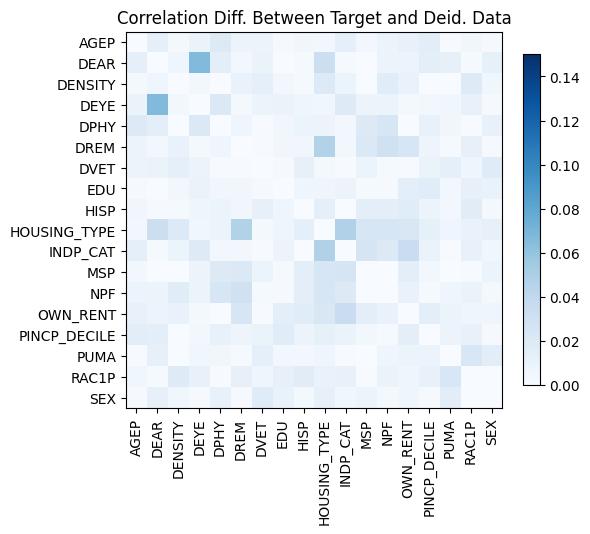 Correlation Diff. Between Target and Deid. Data
AGEP
DEAR
DENSITY
DEYE
DPHY
DREM
DVET
EDU
HISP
HOUSING_TYPE
INDP_CAT
MSP
NPF
OWN_RENT
PINCP_DECILE
PUMA
RAC1P
SEX
AGEP
DEAR
DENSITY
DEYE
DPHY
DREM
DVET
EDU
HISP
HOUSING_TYPE
INDP_CAT
MSP
NPF
OWN_RENT
PINCP_DECILE
PUMA
RAC1P
SEX
0.14
0.12
0.10
0.08
0.06
0.04
0.02
0.00